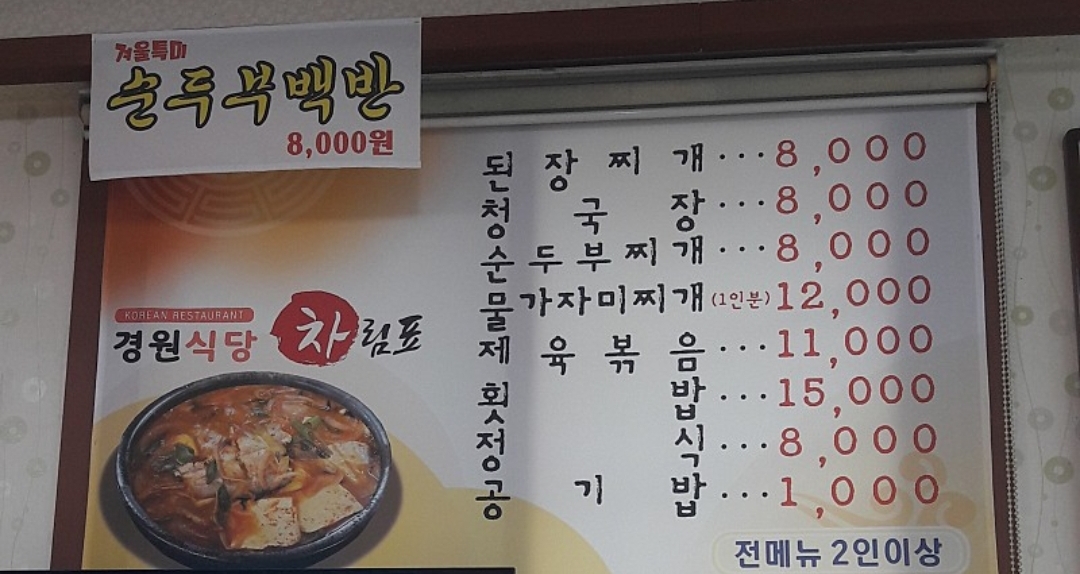 겨울특미
순두부백반
8,000원
된장찌개···8,000
청국장···8,000
순두부찌개···8,000
물가자미찌개(1인분)12,000
제육볶음···11,000
횟밥···15,000
정식···8,000
공기밥···1,000
KOREAN RESTAURANT
경원식당 차림표
전메뉴 2인이상